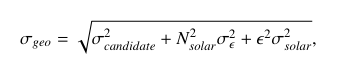 σ_geo = √(σ²_candidate + N²_solar σ²_ϵ + ϵ² σ²_solar),